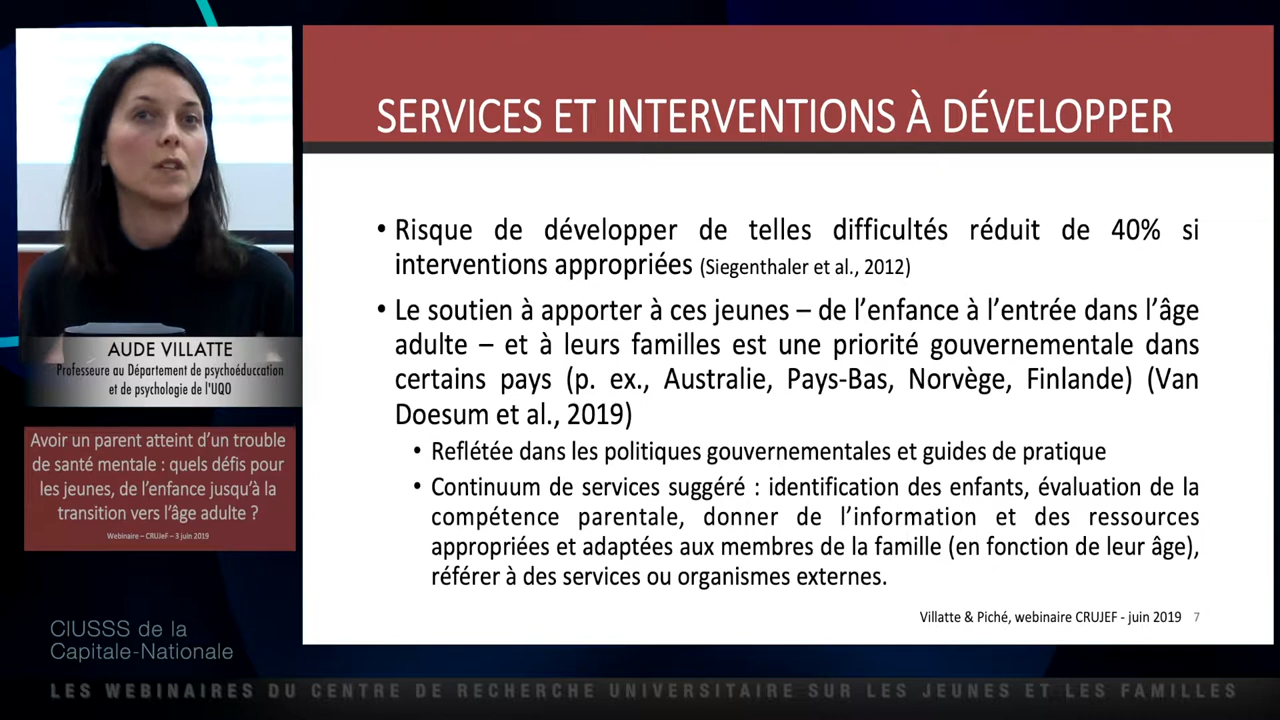 SERVICES ET INTERVENTIONS À DÉVELOPPER
• Risque de développer de telles difficultés réduit de 40% si
interventions appropriées (Siegenthaler et al., 2012)
• Le soutien à apporter à ces jeunes – de l'enfance à l'entrée dans l'âge
adulte – et à leurs familles est une priorité gouvernementale dans
certains pays (p. ex., Australie, Pays-Bas, Norvège, Finlande) (Van
Doesum et al., 2019)
• Reflétée dans les politiques gouvernementales et guides de pratique
• Continuum de services suggéré : identification des enfants, évaluation de la
compétence parentale, donner de l'information et des ressources
appropriées et adaptées aux membres de la famille (en fonction de leur âge),
référer à des services ou organismes externes.
Villatte & Piché, webinaire CRUJEF - juin 2019 7
AUDE VILLATTE
Professeure au Département de psychoéduccation
et de psychologie de l'UQO
Avoir un parent atteint d'un trouble
de santé mentale : quels défis pour
les jeunes, de l'enfance jusqu'à la
transition vers l'âge adulte ?
Webinaire – CRUJeF – 3 juin 2019
CIUSSS de la
Capitale-Nationale
LES WEBINAIRES DU CENTRE DE RECHERCHE UNIVERSITAIRE SUR LES JEUNES ET LES FAMILLES